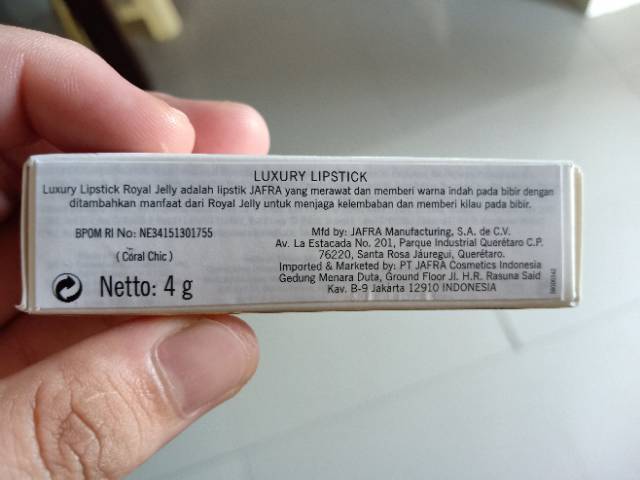 LUXURY LIPSTICK
Luxury Lipstick Royal Jelly adalah lipstik JAFRA yang merawat dan memberi warna indah pada bibir dengan
ditambahkan manfaat dari Royal Jelly untuk menjaga kelembaban dan memberi kilau pada bibir.
BPOM RI No: NE34151301755
( Coral Chic )
Netto: 4 g
Mfd by: JAFRA Manufacturing, S.A. de C.V.
Av. La Estacada No. 201, Parque Industrial Querétaro C.P.
76220, Santa Rosa Jáuregui, Querétaro.
Imported & Marketed by: PT JAFRA Cosmetics Indonesia
Gedung Menara Duta, Ground Floor Jl. H.R. Rasuna Said
Kav. B-9 Jakarta 12910 INDONESIA